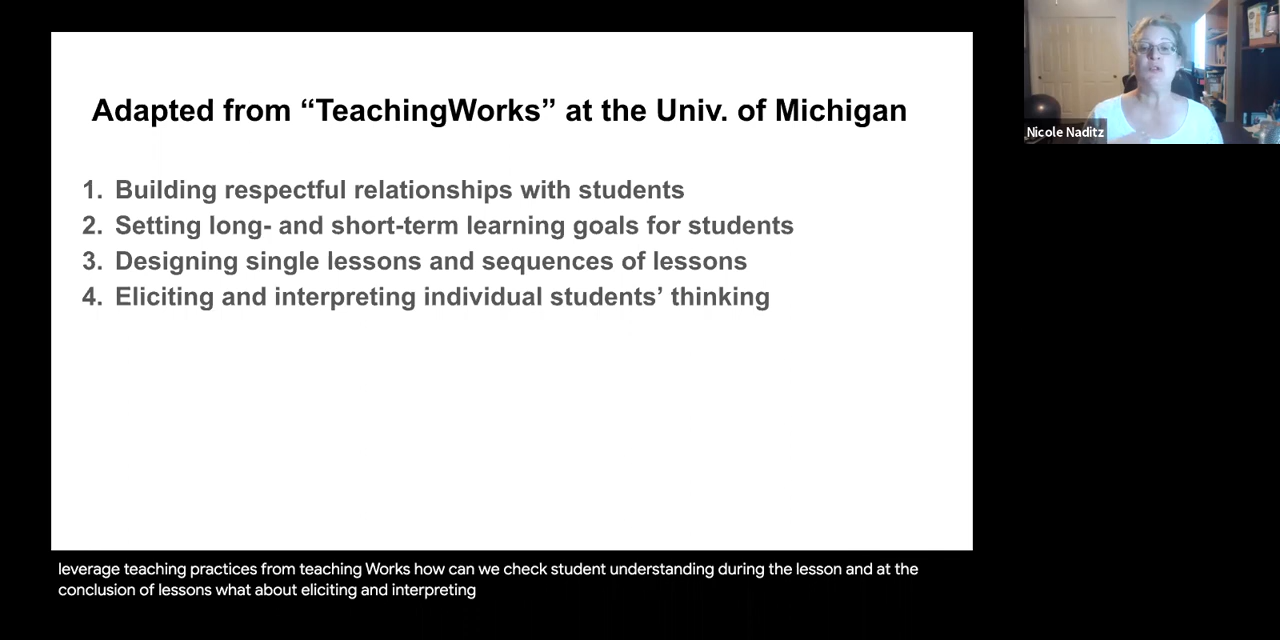 Adapted from “TeachingWorks” at the Univ. of Michigan
1. Building respectful relationships with students
2. Setting long- and short-term learning goals for students
3. Designing single lessons and sequences of lessons
4. Eliciting and interpreting individual students’ thinking
Nicole Naditz
leverage teaching practices from teaching Works how can we check student understanding during the lesson and at the
conclusion of lessons what about eliciting and interpreting